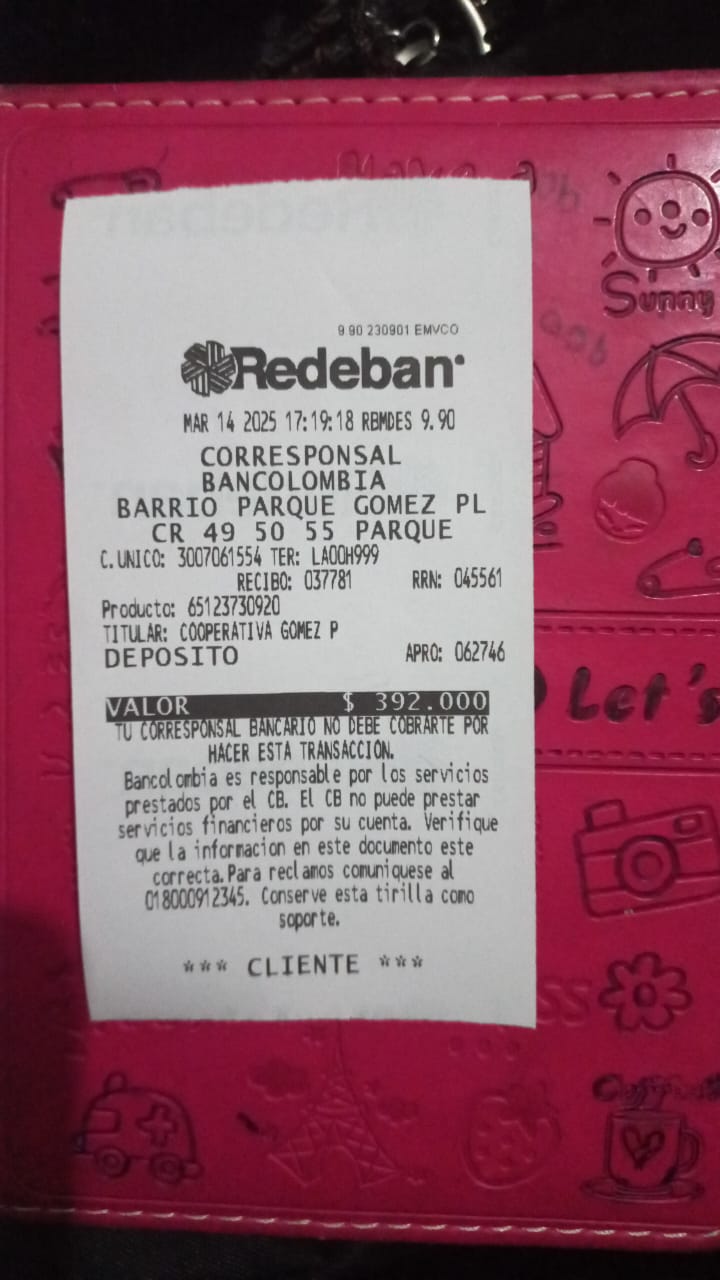 9.90 230901 EMVCO
Redeban
MAR 14 2025 17:19:18 RBMDES 9.90
CORRESPONSAL
BANCOLOMBIA
BARRIO PARQUE GOMEZ PL
CR 49 50 55 PARQUE
C.UNICO: 3007061554 TER: LAOOH999
RECIBO: 037781 RRN: 045561
Producto: 65123730920
TITULAR: COOPERATIVA GOMEZ P
DEPOSITO APRO: 062746
VALOR $ 392.000
TU CORRESPONSAL BANCARIO NO DEBE COBRARTE POR
HACER ESTA TRANSACCION.
Bancolombia es responsable por los servicios
prestados por el CB. El CB no puede prestar
servicios financieros por su cuenta. Verifique
que la informacion en este documento este
correcta.Para reclamos comuniquese al
018000912345. Conserve esta tirilla como
soporte.
*** CLIENTE ***
Sunny
Let's